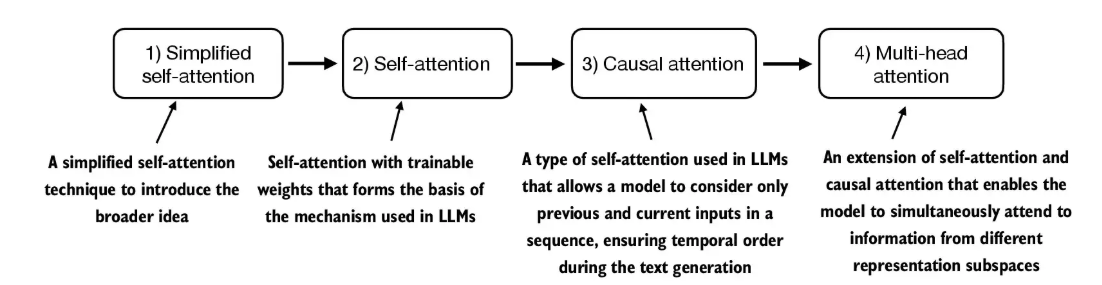 1) Simplified
self-attention
2) Self-attention
3) Causal attention
4) Multi-head
attention
A simplified self-attention
technique to introduce the
broader idea
Self-attention with trainable
weights that forms the basis of
the mechanism used in LLMs
A type of self-attention used in LLMs
that allows a model to consider only
previous and current inputs in a
sequence, ensuring temporal order
during the text generation
An extension of self-attention and
causal attention that enables the
model to simultaneously attend to
information from different
representation subspaces